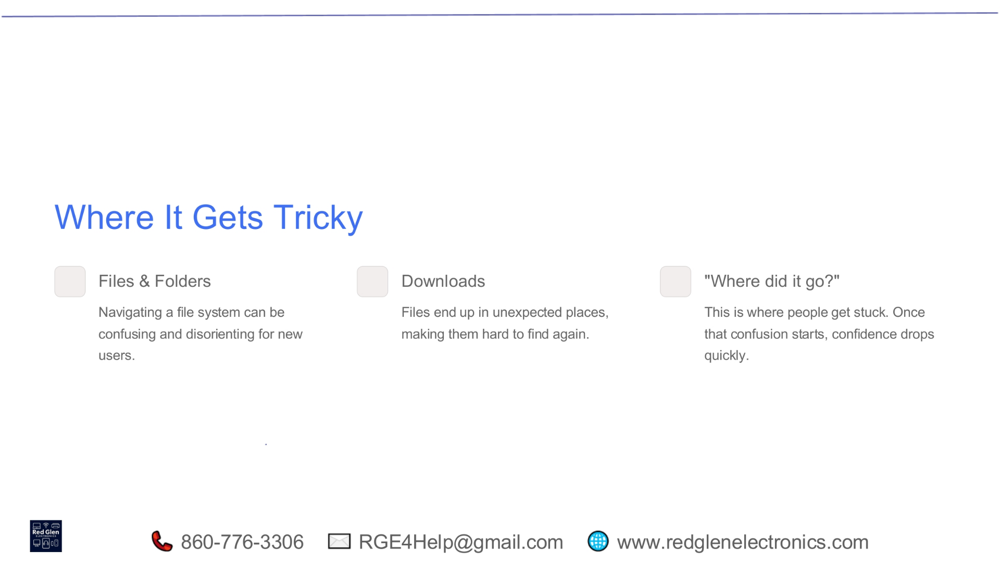 Where It Gets Tricky
Files & Folders
Navigating a file system can be
confusing and disorienting for new
users.
Downloads
Files end up in unexpected places,
making them hard to find again.
"Where did it go?"
This is where people get stuck. Once
that confusion starts, confidence drops
quickly.
.
Red Glen
ELECTRONICS
860-776-3306
RGE4Help@gmail.com
www.redglenelectronics.com